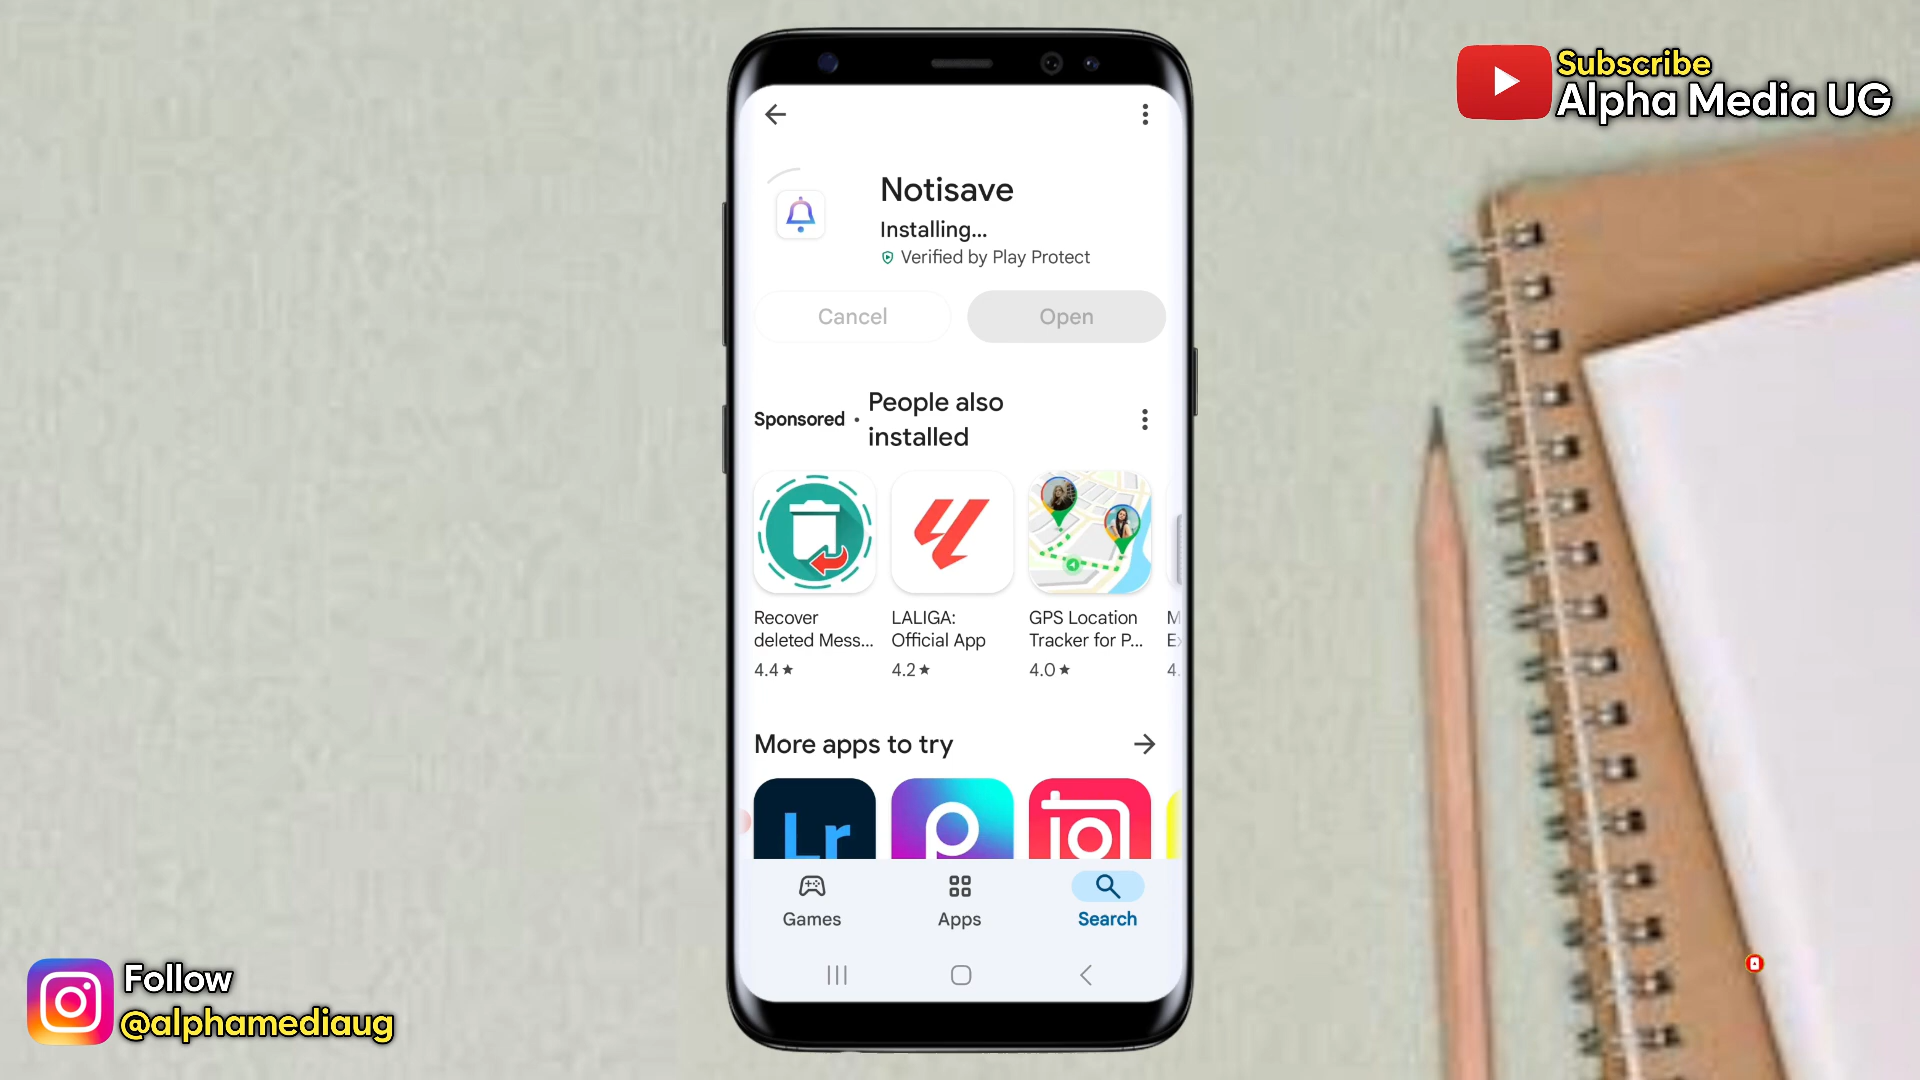 Subscribe
Alpha Media UG
Notisave
Installing...
Verified by Play Protect
Cancel
Open
Sponsored •
People also
installed
Recover
deleted Mess...
4.4★
LALIGA:
Official App
4.2★
GPS Location
Tracker for P...
4.0★
M
4.
More apps to try
Lr
Games
Apps
Search
Follow
@alphamediaug